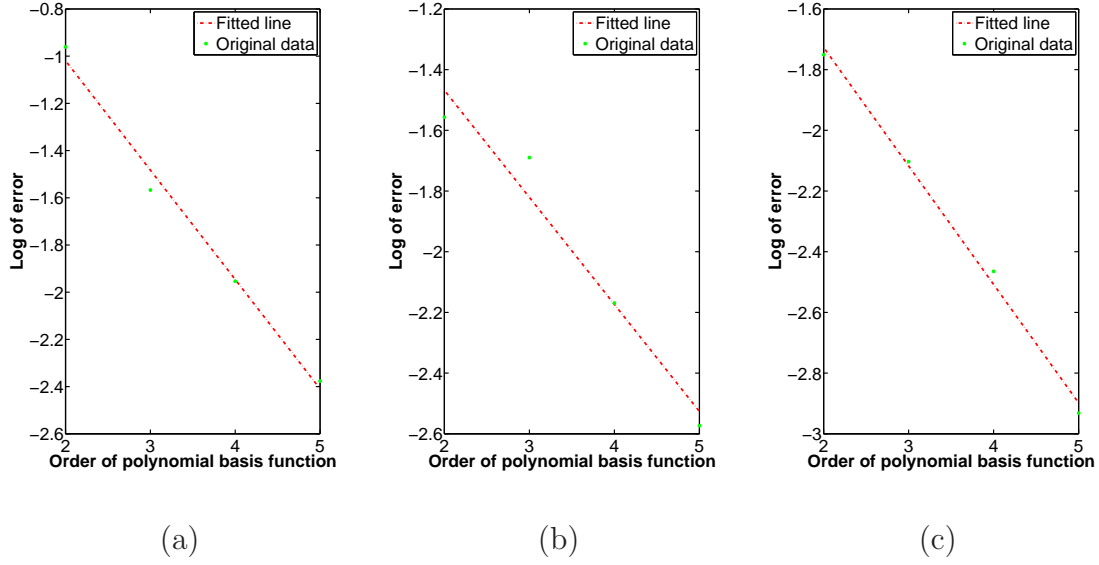 −0.8
−1
−1.2
−1.4
−1.6
−1.8
−2
−2.2
−2.4
−2.6
2
3
4
5
Log of error
Order of polynomial basis function
Fitted line
Original data
(a)
−1.2
−1.4
−1.6
−1.8
−2
−2.2
−2.4
−2.6
2
3
4
5
Log of error
Order of polynomial basis function
Fitted line
Original data
(b)
−1.6
−1.8
−2
−2.2
−2.4
−2.6
−2.8
−3
2
3
4
5
Log of error
Order of polynomial basis function
Fitted line
Original data
(c)